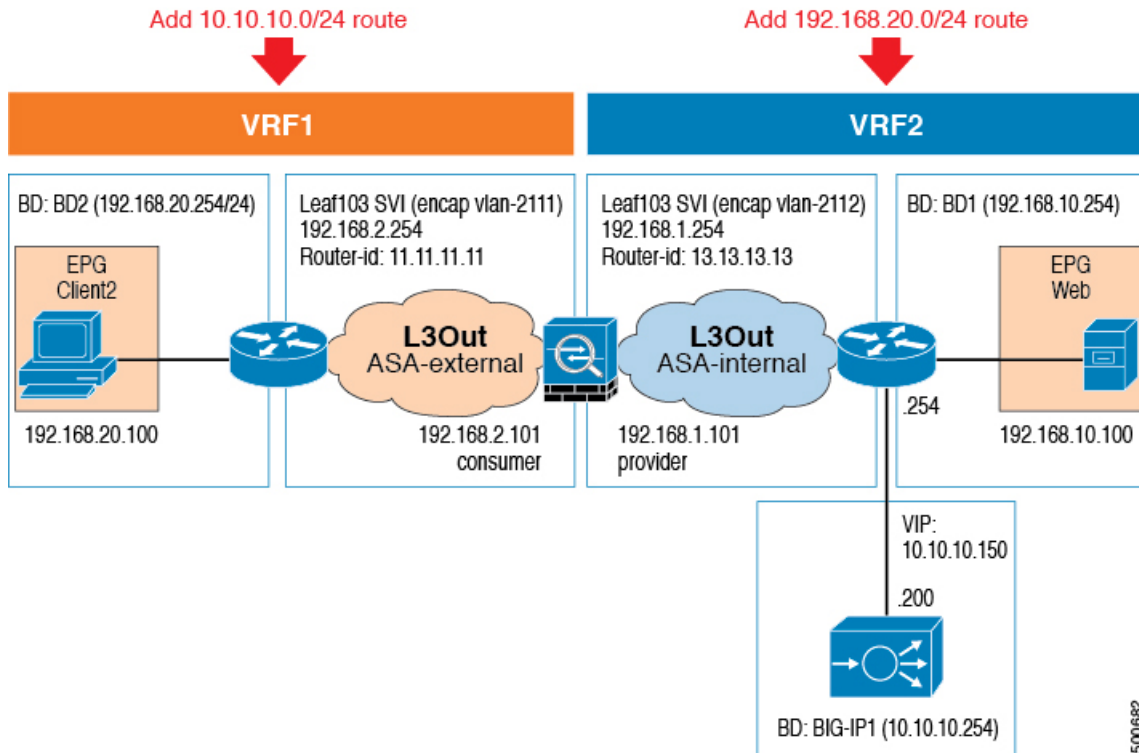 Add 10.10.10.0/24 route
Add 192.168.20.0/24 route
VRF1
VRF2
BD: BD2 (192.168.20.254/24)
EPG
Client2
192.168.20.100
Leaf103 SVI (encap vlan-2111)
192.168.2.254
Router-id: 11.11.11.11
L3Out
ASA-external
192.168.2.101
consumer
Leaf103 SVI (encap vlan-2112)
192.168.1.254
Router-id: 13.13.13.13
L3Out
ASA-internal
192.168.1.101
provider
BD: BD1 (192.168.10.254)
EPG
Web
.254
192.168.10.100
VIP:
10.10.10.150
.200
BD: BIG-IP1 (10.10.10.254)
500682